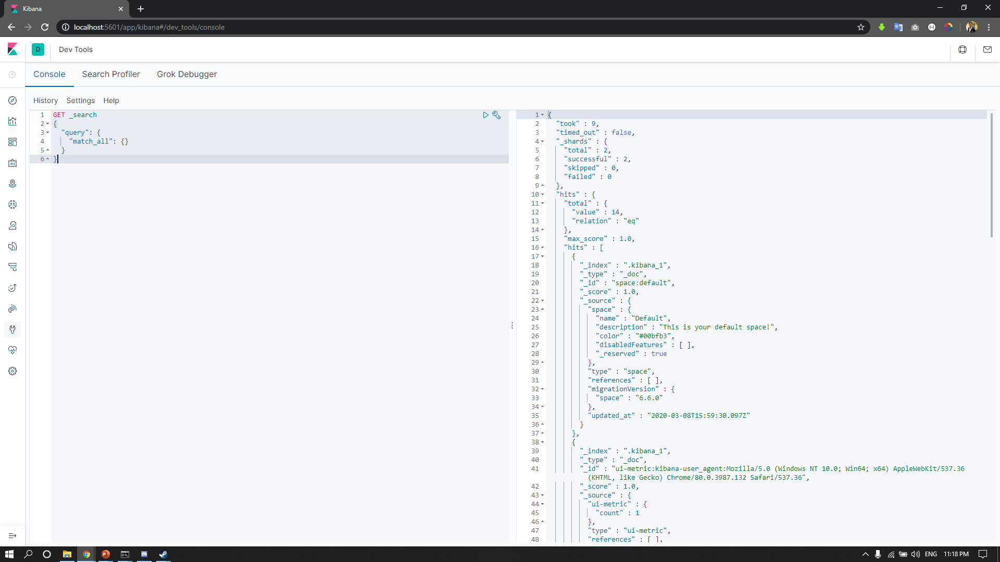 Kibana
localhost:5601/app/kibana#/dev_tools/console
D
Dev Tools
Console Search Profiler Grok Debugger
History Settings Help
1 GET _search
2 {
3 "query": {
4 "match_all": {}
5 }
6 }
1 {
2 "took" : 9,
3 "timed_out" : false,
4 "_shards" : {
5 "total" : 2,
6 "successful" : 2,
7 "skipped" : 0,
8 "failed" : 0
9 },
10 "hits" : {
11 "total" : {
12 "value" : 14,
13 "relation" : "eq"
14 },
15 "max_score" : 1.0,
16 "hits" : [
17 {
18 "_index" : ".kibana_1",
19 "_type" : "_doc",
20 "_id" : "space:default",
21 "_score" : 1.0,
22 "_source" : {
23 "space" : {
24 "name" : "Default",
25 "description" : "This is your default space!",
26 "color" : "#00bfb3",
27 "disabledFeatures" : [ ],
28 "_reserved" : true
29 },
30 "type" : "space",
31 "references" : [ ],
32 "migrationVersion" : {
33 "space" : "6.6.0"
34 },
35 "updated_at" : "2020-03-08T15:59:30.097Z"
36 }
37 },
38 {
39 "_index" : ".kibana_1",
40 "_type" : "_doc",
41 "_id" : "ui-metric:kibana-user_agent:Mozilla/5.0 (Windows NT 10.0; Win64; x64) AppleWebKit/537.36
(KHTML, like Gecko) Chrome/80.0.3987.132 Safari/537.36",
42 "_score" : 1.0,
43 "_source" : {
44 "ui-metric" : {
45 "count" : 1
46 },
47 "type" : "ui-metric",
48 "references" : [ ],
ENG 11:18 PM